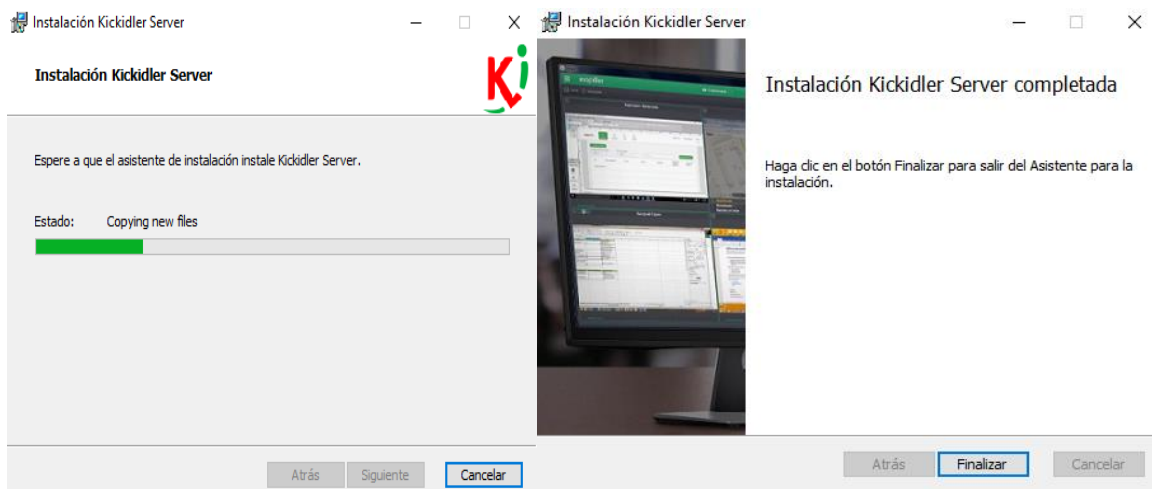 Instalación Kickidler Server
Instalación Kickidler Server
Ki
Espere a que el asistente de instalación instale Kickidler Server.
Estado: Copying new files
Atrás Siguiente Cancelar
Instalación Kickidler Server
Instalación Kickidler Server completada
Haga clic en el botón Finalizar para salir del Asistente para la
instalación.
Atrás Finalizar Cancelar